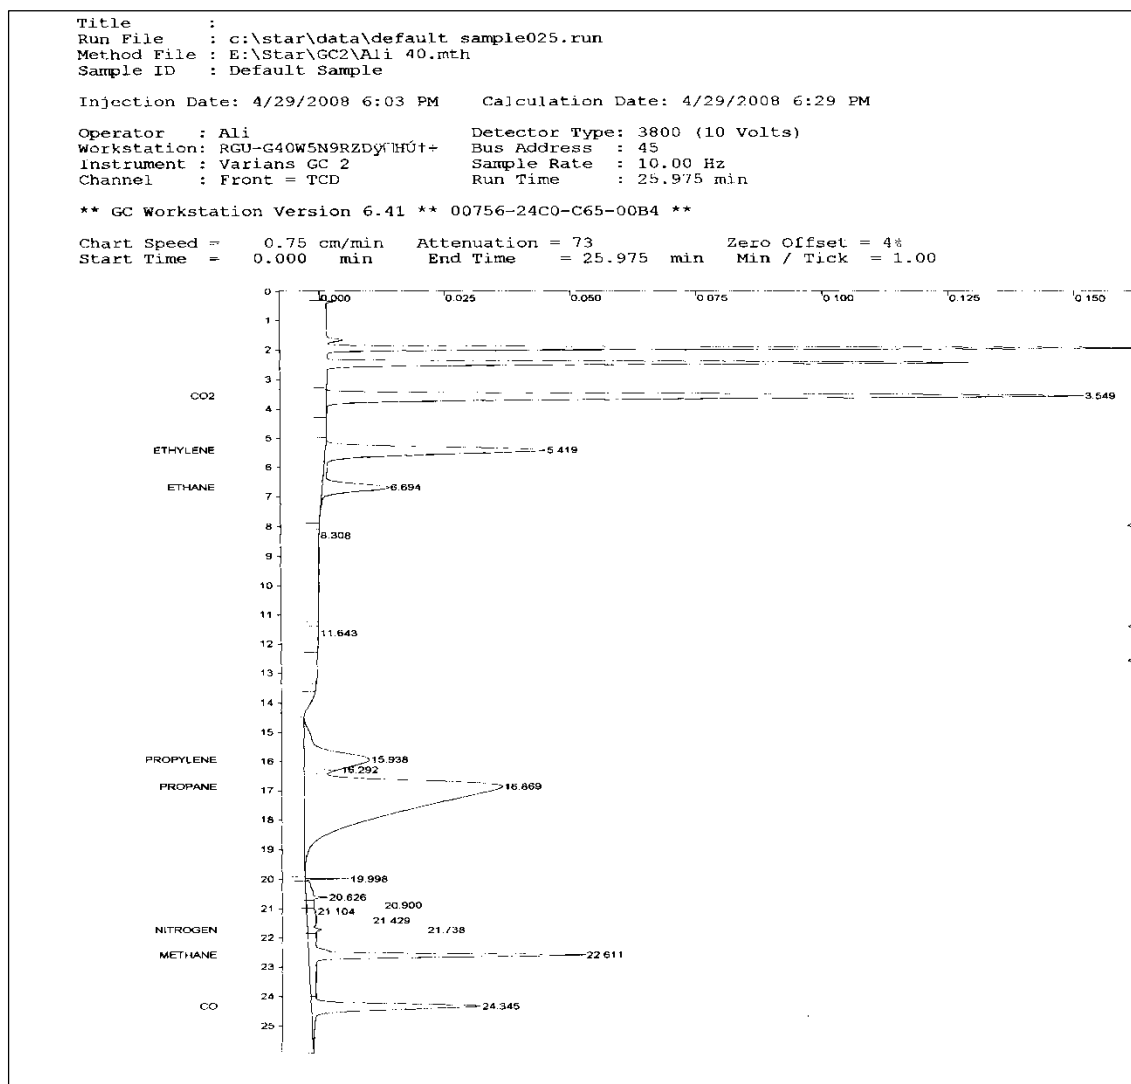 Title :
Run File : c:\star\data\default sample025.run
Method File : E:\Star\GC2\Ali 40.mth
Sample ID : Default Sample
Injection Date: 4/29/2008 6:03 PM Calculation Date: 4/29/2008 6:29 PM
Operator : Ali Detector Type: 3800 (10 Volts)
Workstation: Bus Address : 45
Instrument : Varians GC 2 Sample Rate : 10.00 Hz
Channel : Front = TCD Run Time : 25.975 min
** GC Workstation Version 6.41 ** 00756-24C0-C65-00B4 **
Chart Speed = 0.75 cm/min Attenuation = 73 Zero Offset = 4%
Start Time = 0.000 min End Time = 25.975 min Min / Tick = 1.00
0.000 0.025 0.050 0.075 0.100 0.125 0.150
0
1
2
3
CO2 3.549
4
5
ETHYLENE 5.419
6
ETHANE 6.694
7
8
8.308
9
10
11
11.643
12
13
14
15
PROPYLENE 15.938
16
16.292
PROPANE 16.869
17
18
19
20 19.998
20.626
20.900
21
21.104
21.429
NITROGEN 21.738
22
METHANE 22.611
23
24
CO 24.345
25